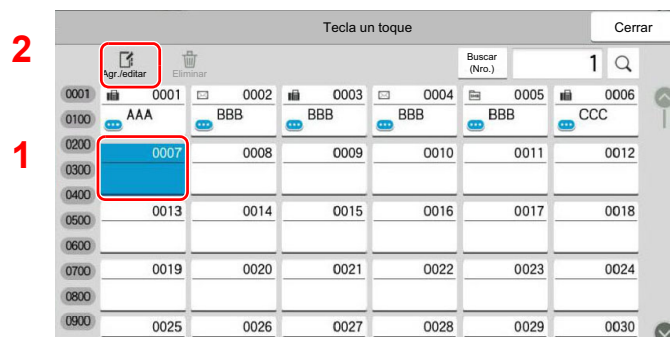 Tecla un toque
Cerrar
2
Agr./editar
Eliminar
Buscar
(Nro.)
1
0001 0001 0002 0003 0004 0005 0006
0100 AAA BBB BBB BBB BBB CCC
1
0200 0007 0008 0009 0010 0011 0012
0300
0400
0500 0013 0014 0015 0016 0017 0018
0600
0700 0019 0020 0021 0022 0023 0024
0800
0900 0025 0026 0027 0028 0029 0030